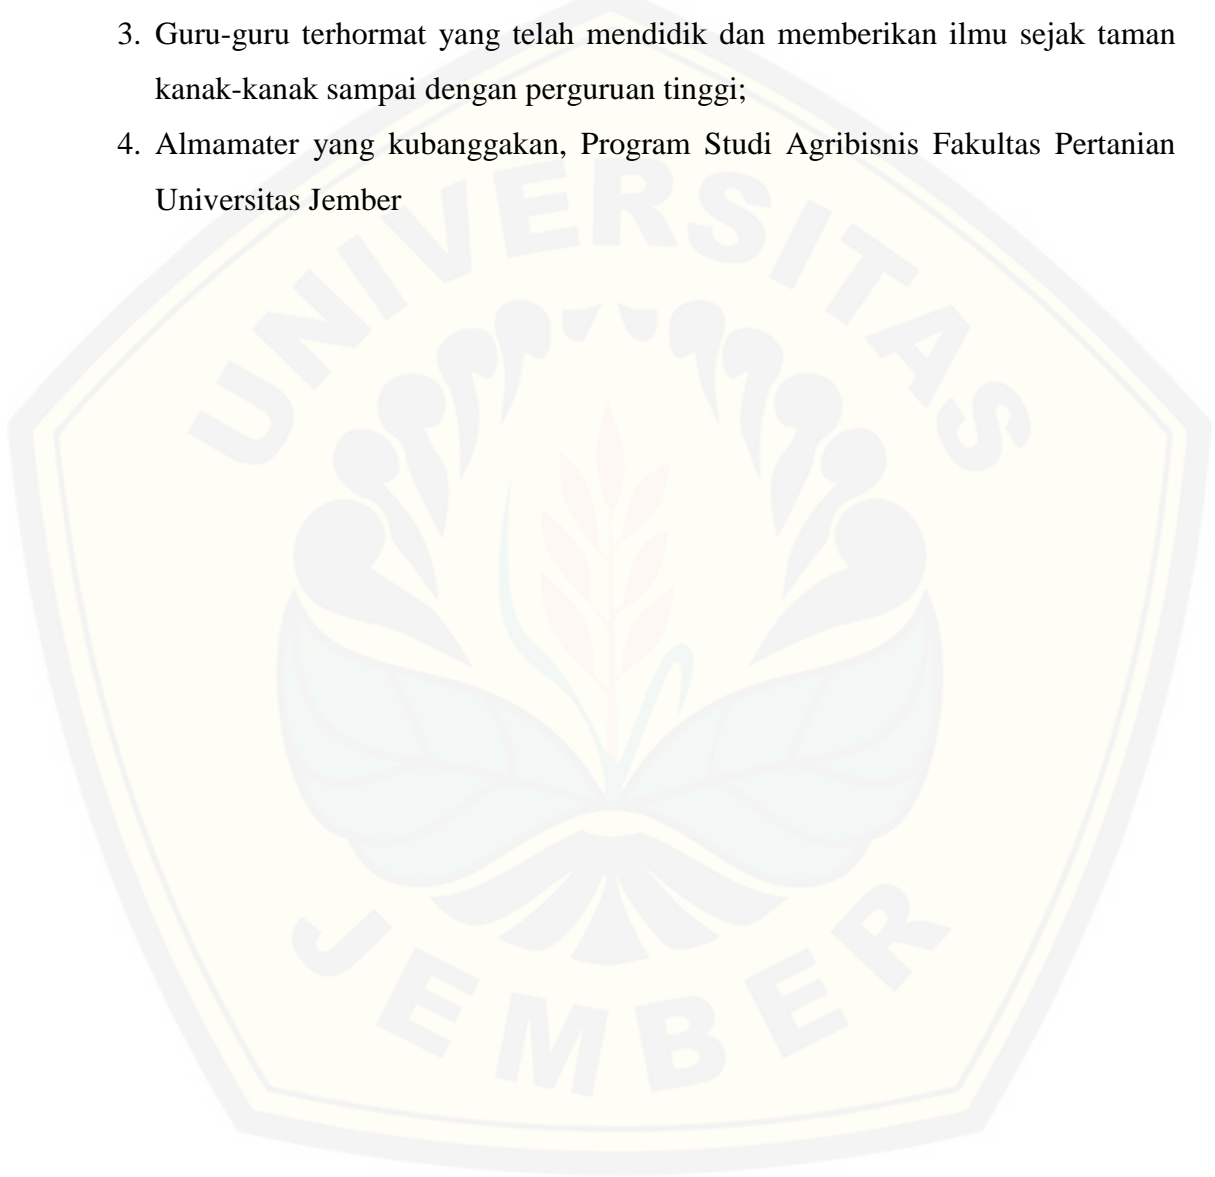 3. Guru-guru terhormat yang telah mendidik dan memberikan ilmu sejak taman
kanak-kanak sampai dengan perguruan tinggi;
4. Almamater yang kubanggakan, Program Studi Agribisnis Fakultas Pertanian
Universitas Jember
UNIVERSITAS
JEMBER